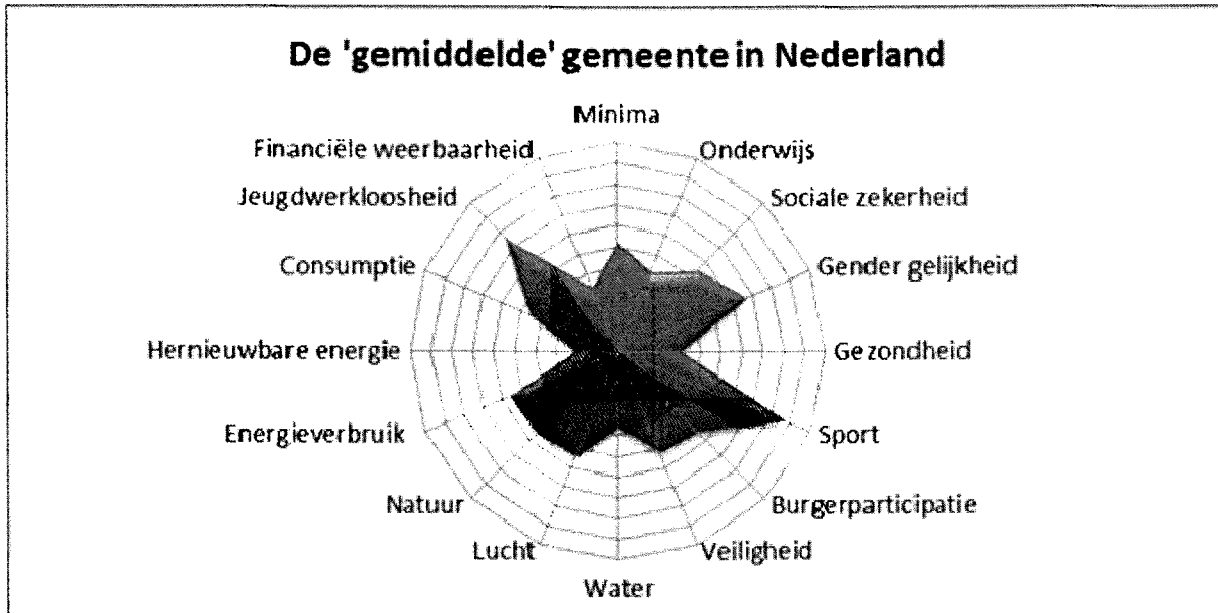 De 'gemiddelde' gemeente in Nederland
Minima
Financiële weerbaarheid
Onderwijs
Jeugdwerkloosheid
Sociale zekerheid
Consumptie
Gender gelijkheid
Hernieuwbare energie
Gezondheid
Energieverbruik
Sport
Natuur
Burgerparticipatie
Lucht
Veiligheid
Water